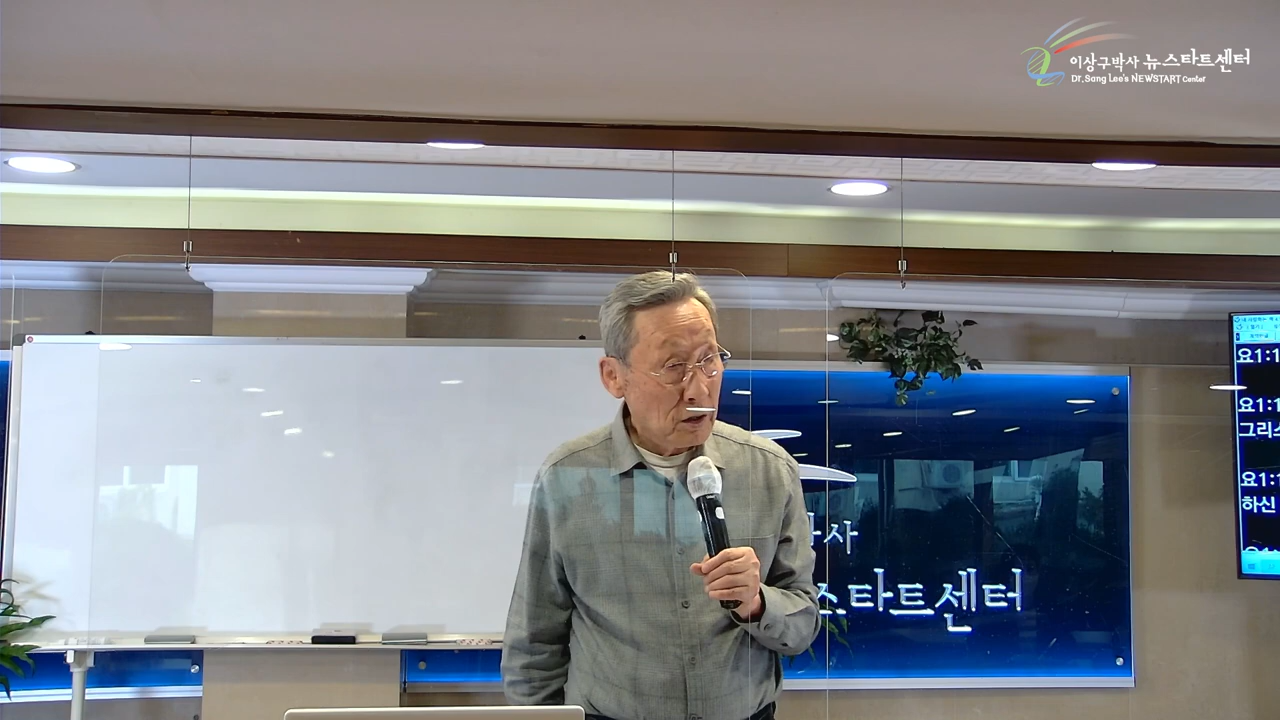 이상구박사 뉴스타트센터
Dr. Sang Lee's NEWSTART Center
요1:1
요1:1
그리스
요1:1
하신
사
스타트센터